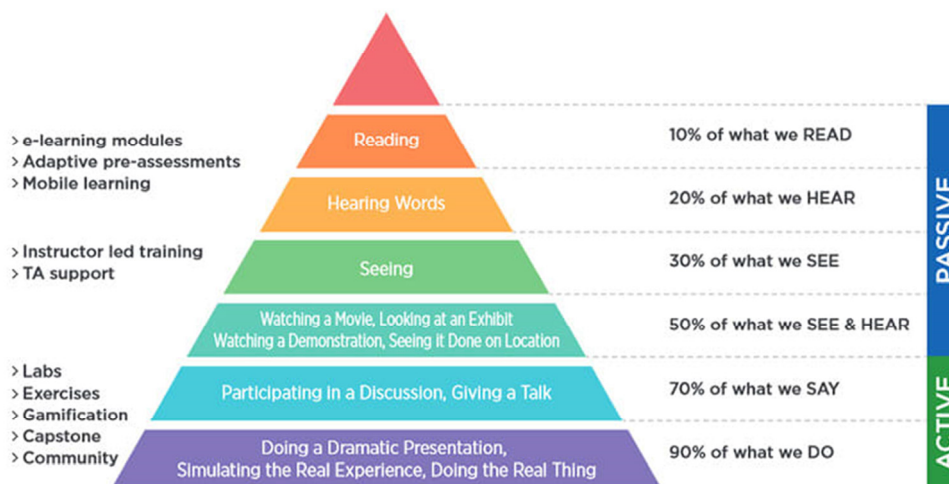 > e-learning modules
> Adaptive pre-assessments
> Mobile learning
Reading
10% of what we READ
Hearing Words
20% of what we HEAR
> Instructor led training
> TA support
Seeing
30% of what we SEE
Watching a Movie, Looking at an Exhibit
Watching a Demonstration, Seeing it Done on Location
50% of what we SEE & HEAR
PASSIVE
> Labs
> Exercises
> Gamification
> Capstone
> Community
Participating in a Discussion, Giving a Talk
70% of what we SAY
Doing a Dramatic Presentation,
Simulating the Real Experience, Doing the Real Thing
90% of what we DO
ACTIVE